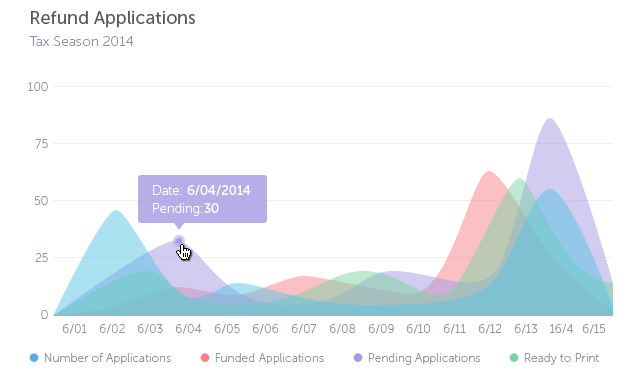 Refund Applications
Tax Season 2014
100
75
50
25
0
Date: 6/04/2014
Pending:30
6/01 6/02 6/03 6/04 6/05 6/06 6/07 6/08 6/09 6/10 6/11 6/12 6/13 16/4 6/15
Number of Applications Funded Applications Pending Applications Ready to Print